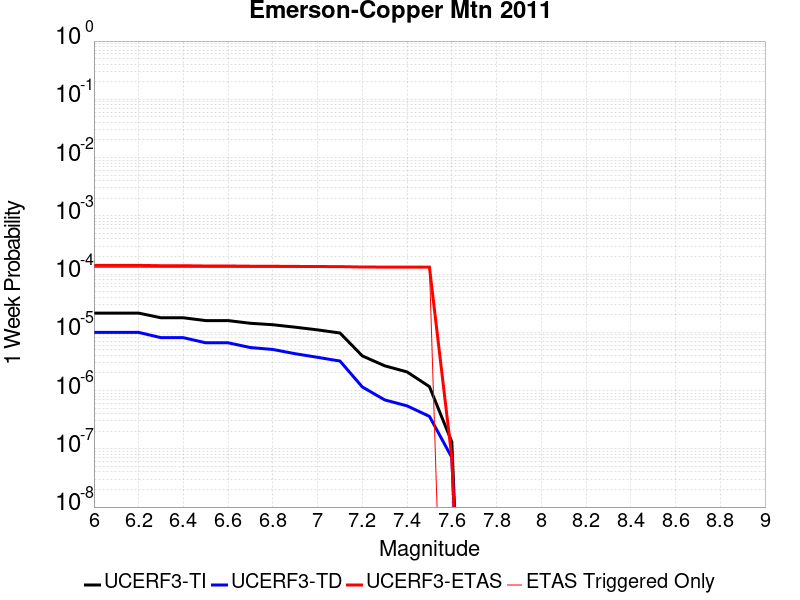 Emerson-Copper Mtn 2011
10^0
10^-1
10^-2
10^-3
10^-4
10^-5
10^-6
10^-7
10^-8
1 Week Probability
6 6.2 6.4 6.6 6.8 7 7.2 7.4 7.6 7.8 8 8.2 8.4 8.6 8.8 9
Magnitude
UCERF3-TI UCERF3-TD UCERF3-ETAS ETAS Triggered Only